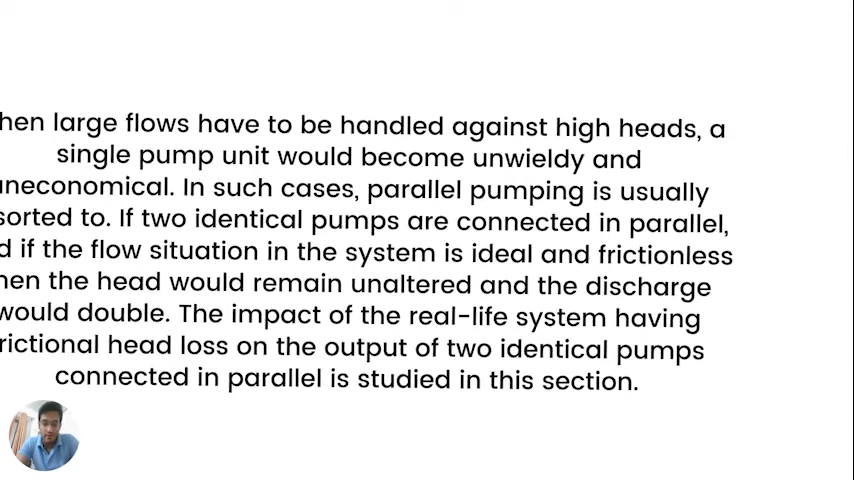 hen large flows have to be handled against high heads, a
single pump unit would become unwieldy and
uneconomical. In such cases, parallel pumping is usually
sorted to. If two identical pumps are connected in parallel,
d if the flow situation in the system is ideal and frictionless
hen the head would remain unaltered and the discharge
would double. The impact of the real-life system having
rictional head loss on the output of two identical pumps
connected in parallel is studied in this section.